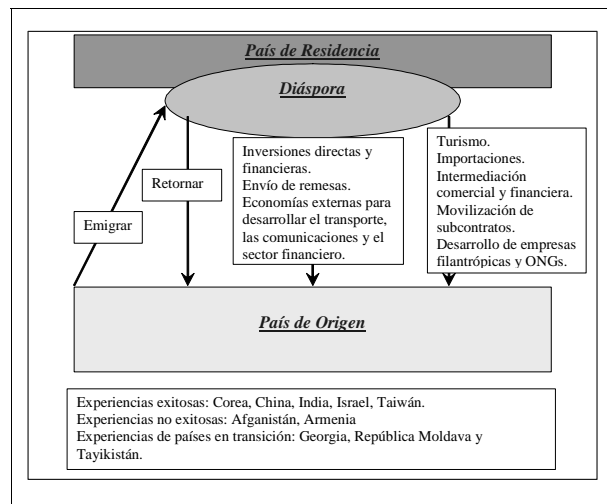 País de Residencia
Diáspora
Emigrar
Retornar
Inversiones directas y
financieras.
Envío de remesas.
Economías externas para
desarrollar el transporte,
las comunicaciones y el
sector financiero.
Turismo.
Importaciones.
Intermediación
comercial y financiera.
Movilización de
subcontratos.
Desarrollo de empresas
filantrópicas y ONGs.
País de Origen
Experiencias exitosas: Corea, China, India, Israel, Taiwán.
Experiencias no exitosas: Afganistán, Armenia
Experiencias de países en transición: Georgia, República Moldava y
Tayikistán.